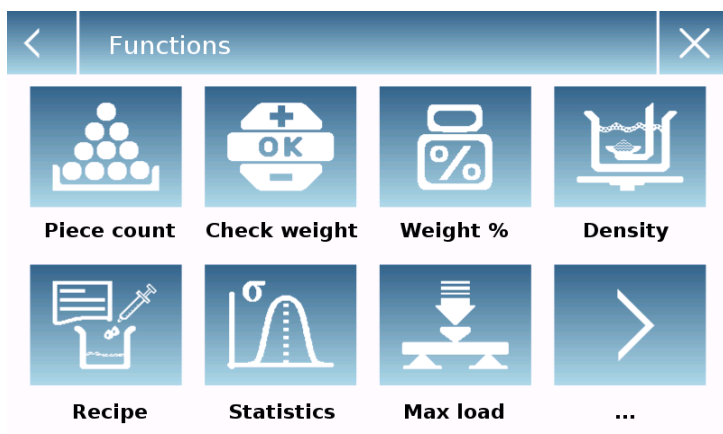 Functions
OK
%
Piece count Check weight Weight % Density
σ
Recipe Statistics Max load ...